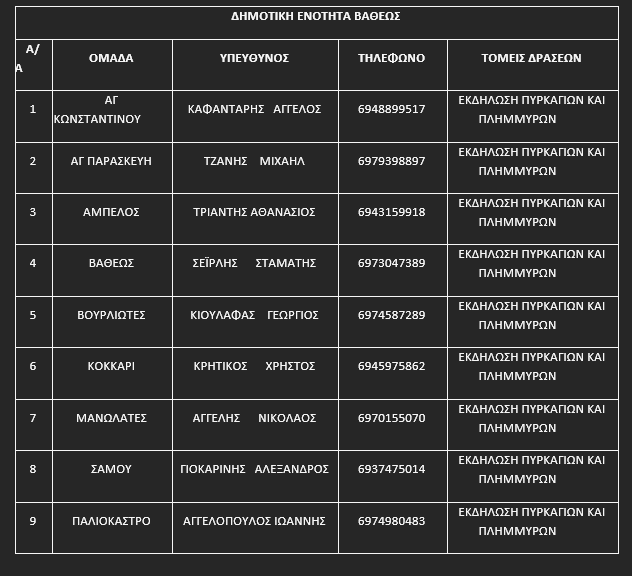 ΔΗΜΟΤΙΚΗ ΕΝΟΤΗΤΑ ΒΑΘΕΩΣ
Α/Α ΟΜΑΔΑ ΥΠΕΥΘΥΝΟΣ ΤΗΛΕΦΩΝΟ ΤΟΜΕΙΣ ΔΡΑΣΕΩΝ
1 ΑΓ ΚΩΝΣΤΑΝΤΙΝΟΥ ΚΑΦΑΝΤΑΡΗΣ ΑΓΓΕΛΟΣ 6948899517 ΕΚΔΗΛΩΣΗ ΠΥΡΚΑΓΙΩΝ ΚΑΙ ΠΛΗΜΜΥΡΩΝ
2 ΑΓ ΠΑΡΑΣΚΕΥΗ ΤΖΑΝΗΣ ΜΙΧΑΗΛ 6979398897 ΕΚΔΗΛΩΣΗ ΠΥΡΚΑΓΙΩΝ ΚΑΙ ΠΛΗΜΜΥΡΩΝ
3 ΑΜΠΕΛΟΣ ΤΡΙΑΝΤΗΣ ΑΘΑΝΑΣΙΟΣ 6943159918 ΕΚΔΗΛΩΣΗ ΠΥΡΚΑΓΙΩΝ ΚΑΙ ΠΛΗΜΜΥΡΩΝ
4 ΒΑΘΕΩΣ ΣΕΪΡΛΗΣ ΣΤΑΜΑΤΗΣ 6973047389 ΕΚΔΗΛΩΣΗ ΠΥΡΚΑΓΙΩΝ ΚΑΙ ΠΛΗΜΜΥΡΩΝ
5 ΒΟΥΡΛΙΩΤΕΣ ΚΙΟΥΛΑΦΑΣ ΓΕΩΡΓΙΟΣ 6974587289 ΕΚΔΗΛΩΣΗ ΠΥΡΚΑΓΙΩΝ ΚΑΙ ΠΛΗΜΜΥΡΩΝ
6 ΚΟΚΚΑΡΙ ΚΡΗΤΙΚΟΣ ΧΡΗΣΤΟΣ 6945975862 ΕΚΔΗΛΩΣΗ ΠΥΡΚΑΓΙΩΝ ΚΑΙ ΠΛΗΜΜΥΡΩΝ
7 ΜΑΝΩΛΑΤΕΣ ΑΓΓΕΛΗΣ ΝΙΚΟΛΑΟΣ 6970155070 ΕΚΔΗΛΩΣΗ ΠΥΡΚΑΓΙΩΝ ΚΑΙ ΠΛΗΜΜΥΡΩΝ
8 ΣΑΜΟΥ ΓΙΟΚΑΡΙΝΗΣ ΑΛΕΞΑΝΔΡΟΣ 6937475014 ΕΚΔΗΛΩΣΗ ΠΥΡΚΑΓΙΩΝ ΚΑΙ ΠΛΗΜΜΥΡΩΝ
9 ΠΑΛΙΟΚΑΣΤΡΟ ΑΓΓΕΛΟΠΟΥΛΟΣ ΙΩΑΝΝΗΣ 6974980483 ΕΚΔΗΛΩΣΗ ΠΥΡΚΑΓΙΩΝ ΚΑΙ ΠΛΗΜΜΥΡΩΝ